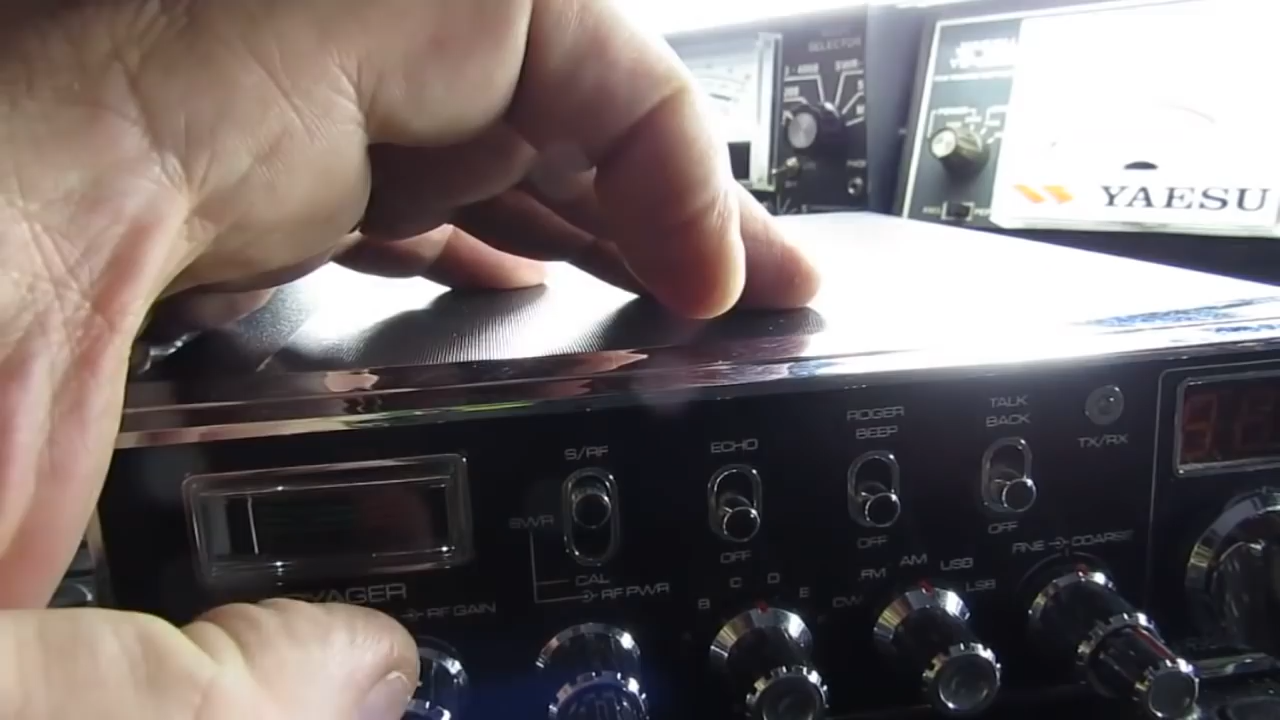 SELECTOR
YAESU
ROGER
BEEP
TALK
BACK
TX/RX
S/RF
ECHO
SWR
OFF
OFF
OFF
FINE
COARSE
CAL
RF PWR
RF GAIN
B
C
D
E
CW
FM
AM
USB
LSB